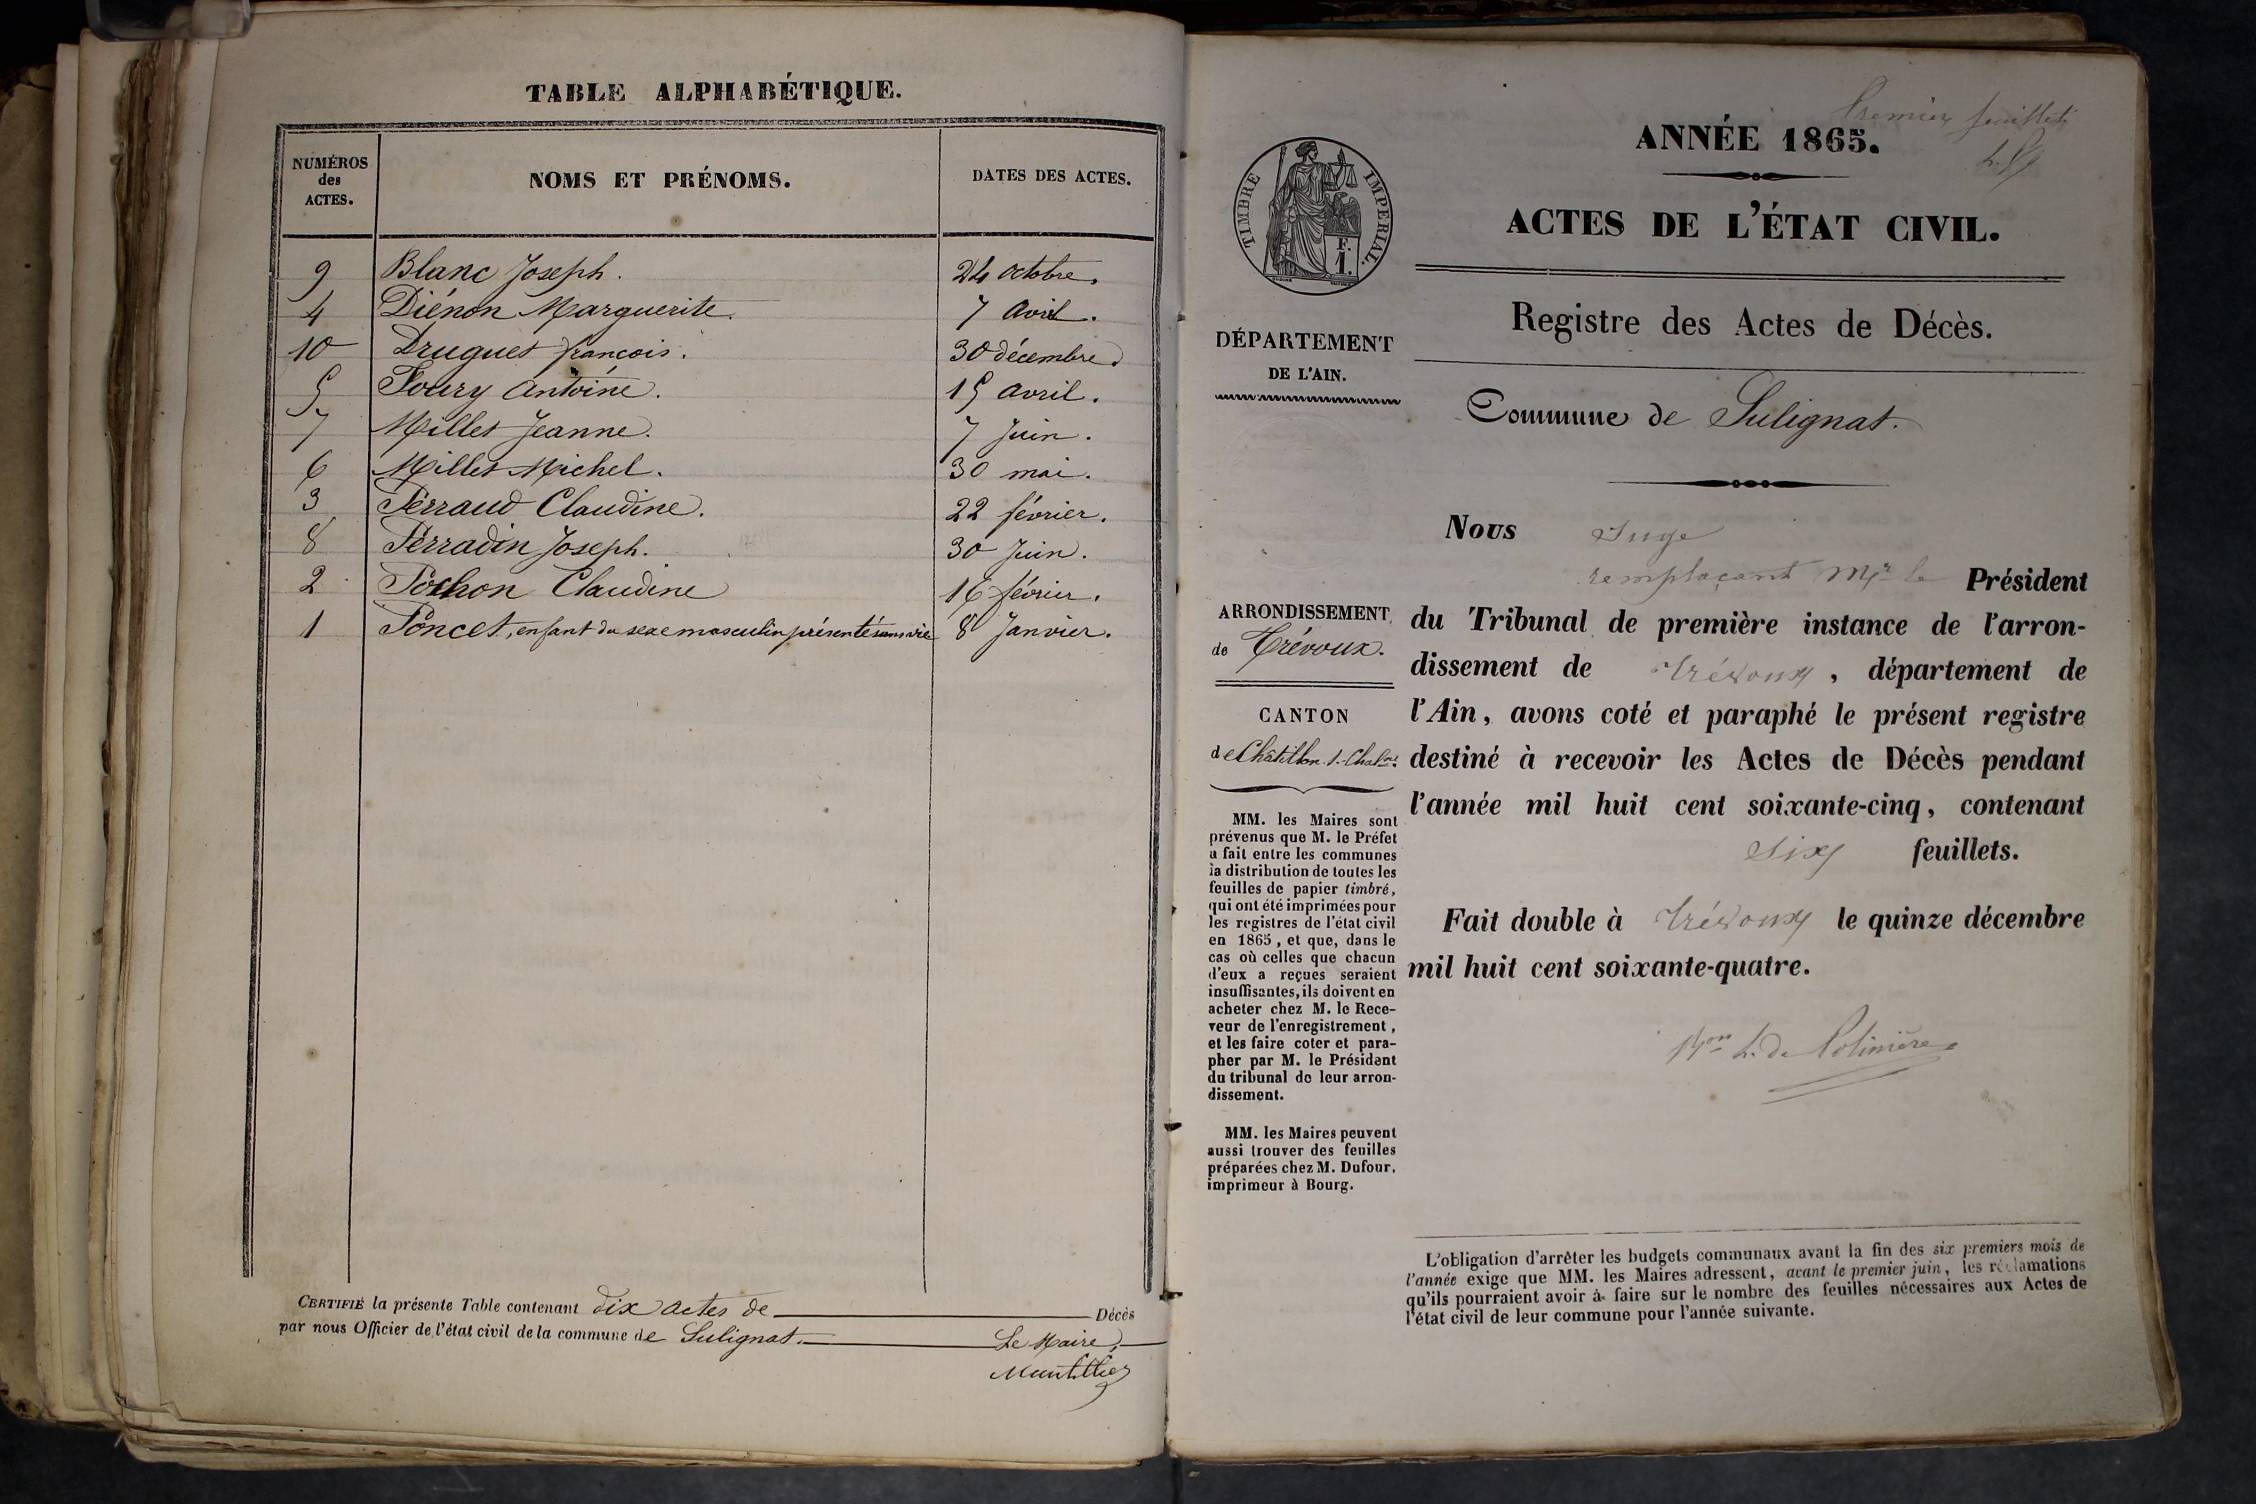 TABLE ALPHABÉTIQUE.
NUMÉROS des ACTES.
NOMS ET PRÉNOMS.
DATES DES ACTES.
9 Blanc Joseph. 24 octobre.
4 Diénon Marguerite. 7 avril.
10 Druguet françois. 30 décembre
5 Foury antoine. 15 avril.
7 Millet Jeanne. 7 Juin.
6 Millet Michel. 30 mai.
3 Perraud Claudine. 22 février.
8 Perradin Joseph. 30 Juin.
2 Pochon Claudine 16 février.
1 Poncet, enfant du sexe masculin présenté sans vie 8 Janvier.
CERTIFIÉ la présente Table contenant dix actes de Décès
par nous Officier de l'état civil de la commune de Sulignat.
Le Maire,
Premier feuillet
ANNÉE 1865.
TIMBRE IMPÉRIAL.
F. 1.
ACTES DE L'ÉTAT CIVIL.
Registre des Actes de Décès.
DÉPARTEMENT
DE L'AIN.
Commune de Sulignat.
ARRONDISSEMENT
de Trévoux.
CANTON
de Châtillon-s.-Chal.ne
MM. les Maires sont
prévenus que M. le Préfet
a fait entre les communes
la distribution de toutes les
feuilles de papier timbré,
qui ont été imprimées pour
les registres de l'état civil
en 1865, et que, dans le
cas où celles que chacun
d'eux a reçues seraient
insuffisantes, ils doivent en
acheter chez M. le Rece-
veur de l'enregistrement,
et les faire coter et para-
pher par M. le Président
du tribunal de leur arron-
dissement.
MM. les Maires peuvent
aussi trouver des feuilles
préparées chez M. Dufour,
imprimeur à Bourg.
Nous Juge
remplaçant Mr le Président
du Tribunal de première instance de l'arron-
dissement de Trévoux, département de
l'Ain, avons coté et paraphé le présent registre
destiné à recevoir les Actes de Décès pendant
l'année mil huit cent soixante-cinq, contenant
six feuillets.
Fait double à Trévoux le quinze décembre
mil huit cent soixante-quatre.
Bon L. de Polinière
L'obligation d'arrêter les budgets communaux avant la fin des six premiers mois de
l'année exige que MM. les Maires adressent, avant le premier juin, les réclamations
qu'ils pourraient avoir à faire sur le nombre des feuilles nécessaires aux Actes de
l'état civil de leur commune pour l'année suivante.